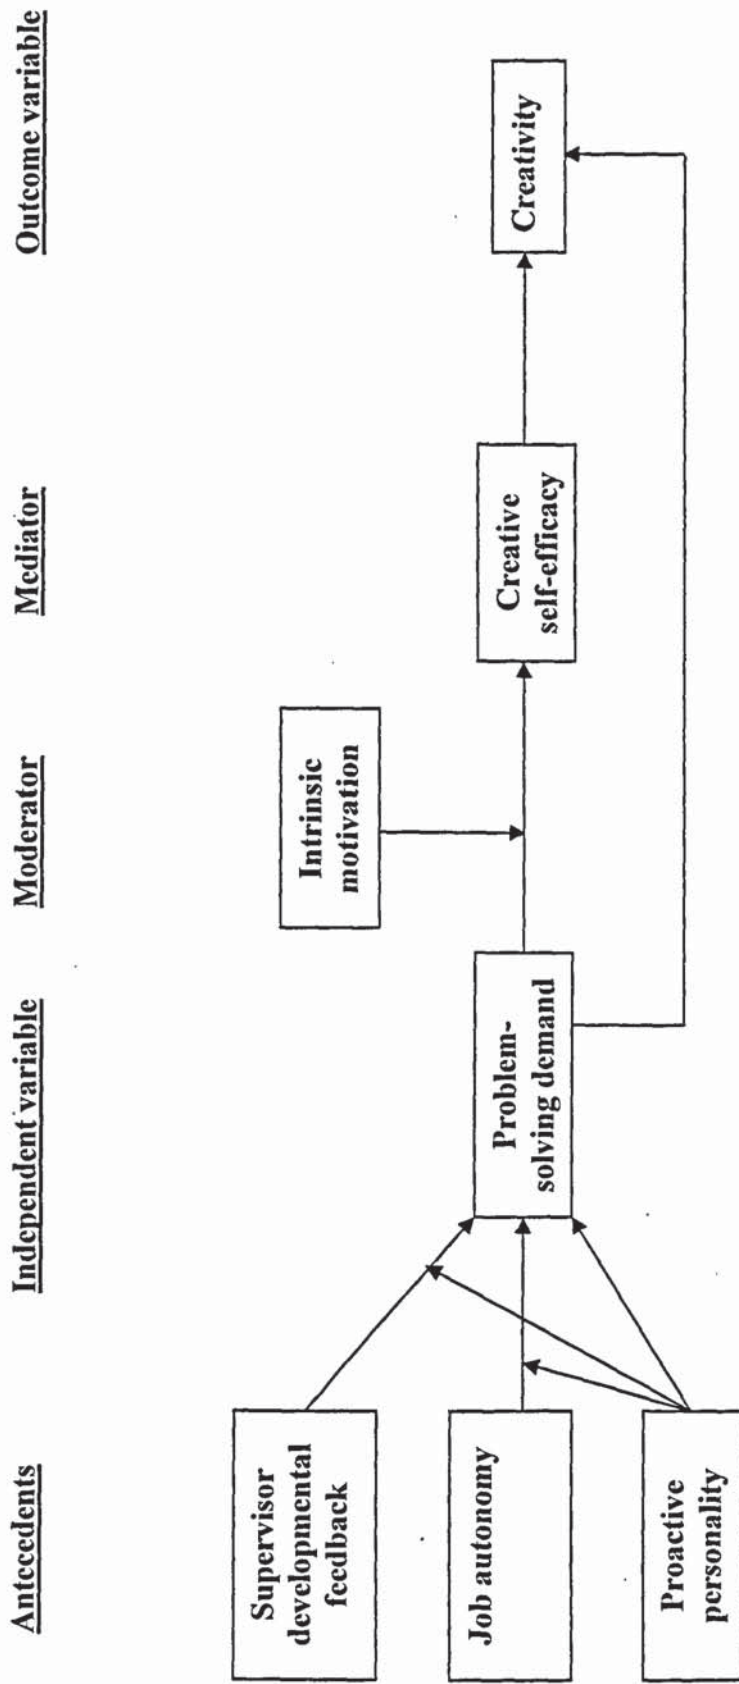 Antecedents
Independent variable
Moderator
Mediator
Outcome variable
Supervisor
developmental
feedback
Job autonomy
Proactive
personality
Problem-
solving demand
Intrinsic
motivation
Creative
self-efficacy
Creativity